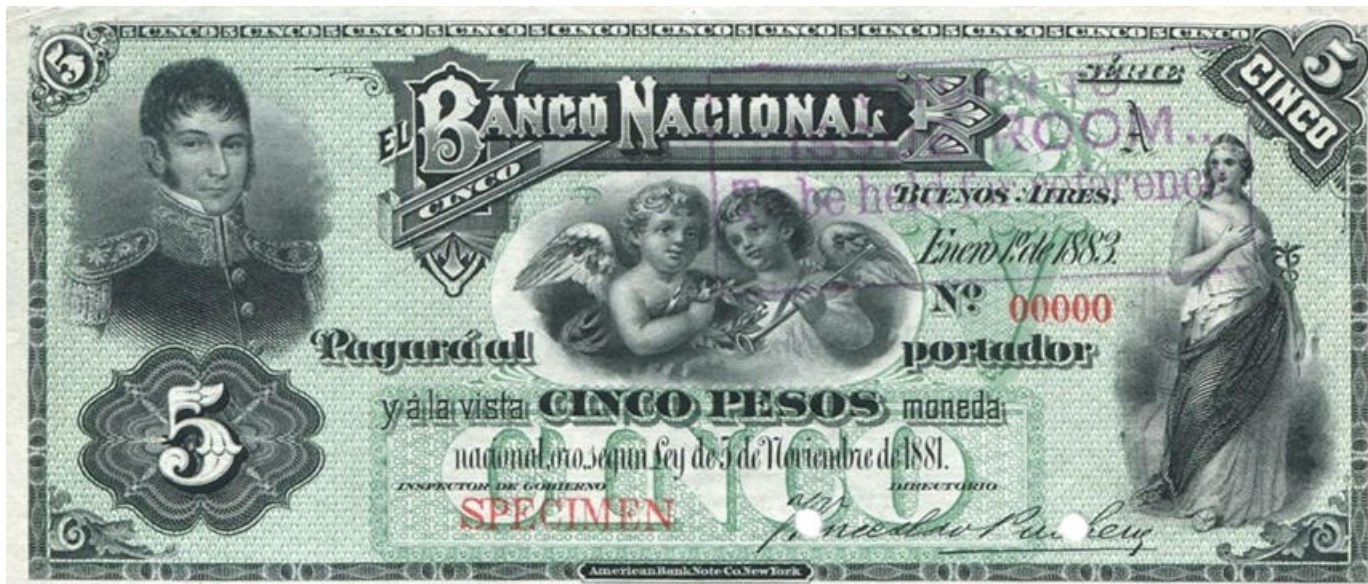 5 CINCO 5 CINCO 5 CINCO 5 CINCO 5 CINCO 5 CINCO 5 CINCO 5 CINCO 5 CINCO 5 CINCO
5
5
CINCO
SÉRIE
A
EL BANCO NACIONAL
CINCO
ROOM..
To be held for reference
BUENOS AIRES,
Enero 1º de 1883.
Nº 00000
Pagará al portador
y á la vista CINCO PESOS moneda
nacional, oro, segun Ley de 5 de Noviembre de 1881.
CINCO
5
INSPECTOR DE GOBIERNO
DIRECTORIO
SPECIMEN
American Bank Note Co. New York